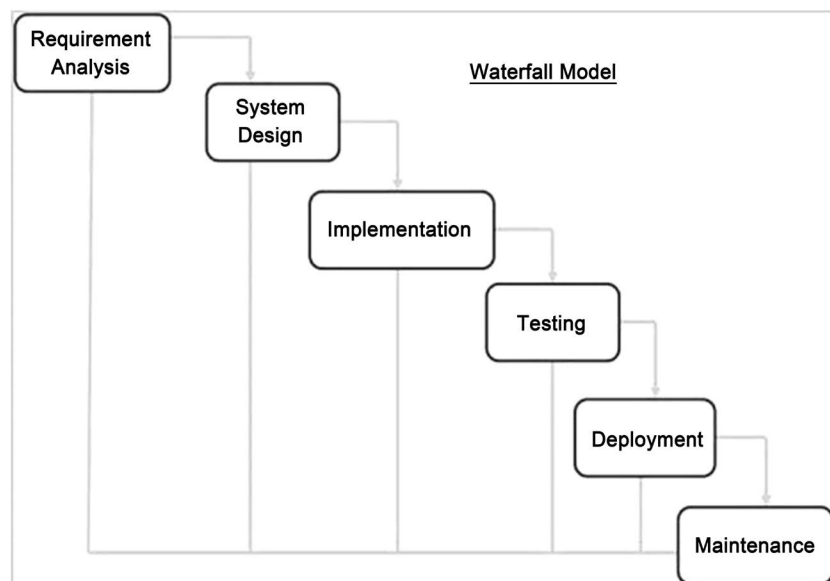 Requirement
Analysis
Waterfall Model
System
Design
Implementation
Testing
Deployment
Maintenance